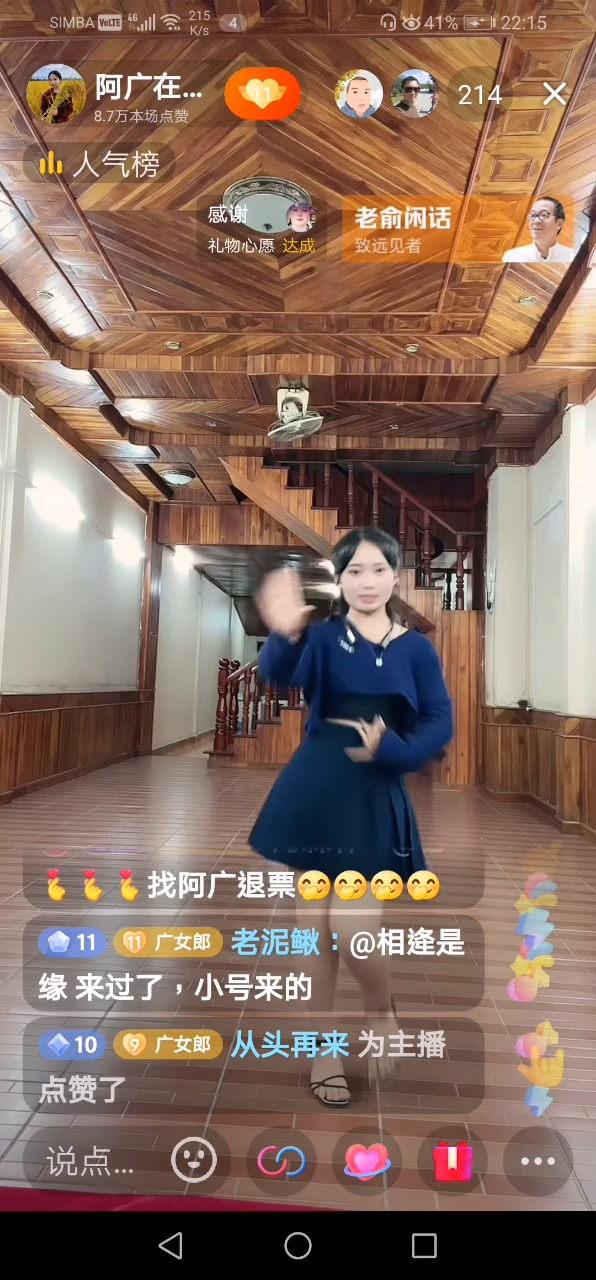 SIMBA VoLTE 4G 215 K/s 4 41% 22:15
阿广在...
8.7万本场点赞
11
214
人气榜
感谢
礼物心愿 达成
老俞闲话
致远见者
找阿广退票
11 11 广女郎 老泥鳅：@相逢是
缘 来过了，小号来的
10 9 广女郎 从头再来 为主播
点赞了
说点...